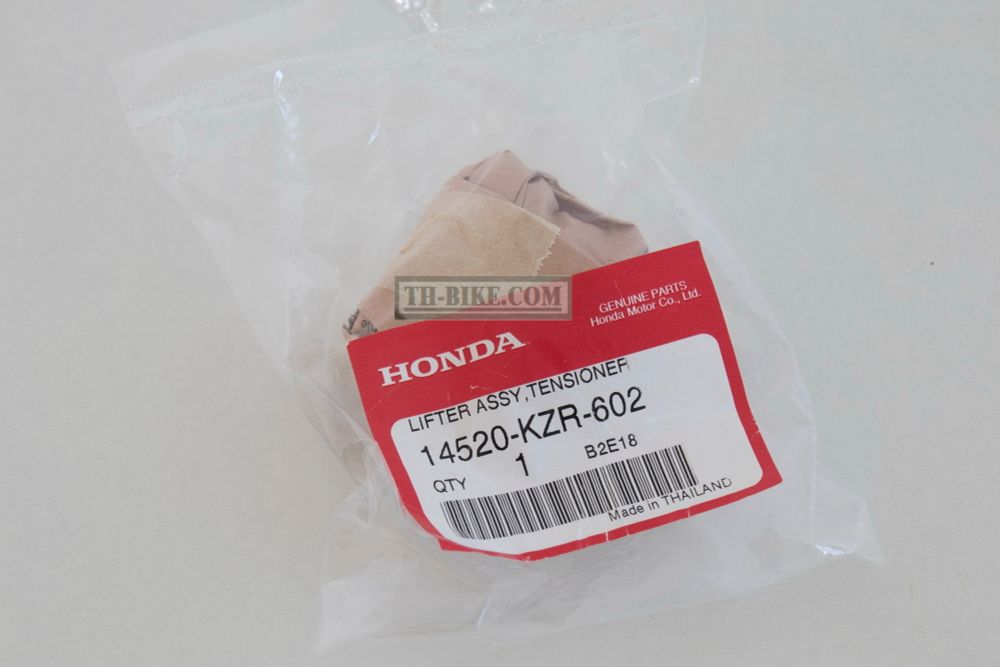 TH-BIKE.COM
GENUINE PARTS
Honda Motor Co., Ltd.
HONDA
LIFTER ASSY,TENSIONER
14520-KZR-602
QTY 1 B2E18
Made in THAILAND